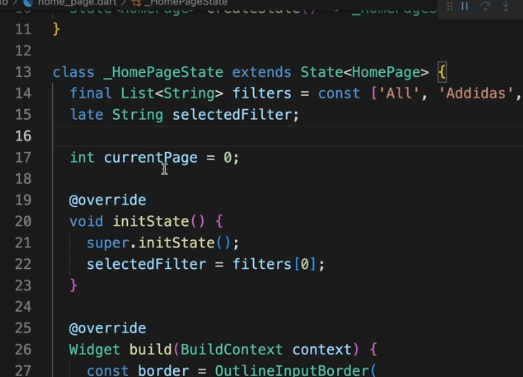 home_page.dart > _HomePageState
State<HomePage> createState() => _HomePageS
11 }
12
13 class _HomePageState extends State<HomePage> {
14 final List<String> filters = const ['All', 'Addidas',
15 late String selectedFilter;
16
17 int currentPage = 0;
18
19 @override
20 void initState() {
21 super.initState();
22 selectedFilter = filters[0];
23 }
24
25 @override
26 Widget build(BuildContext context) {
27 const border = OutlineInputBorder(